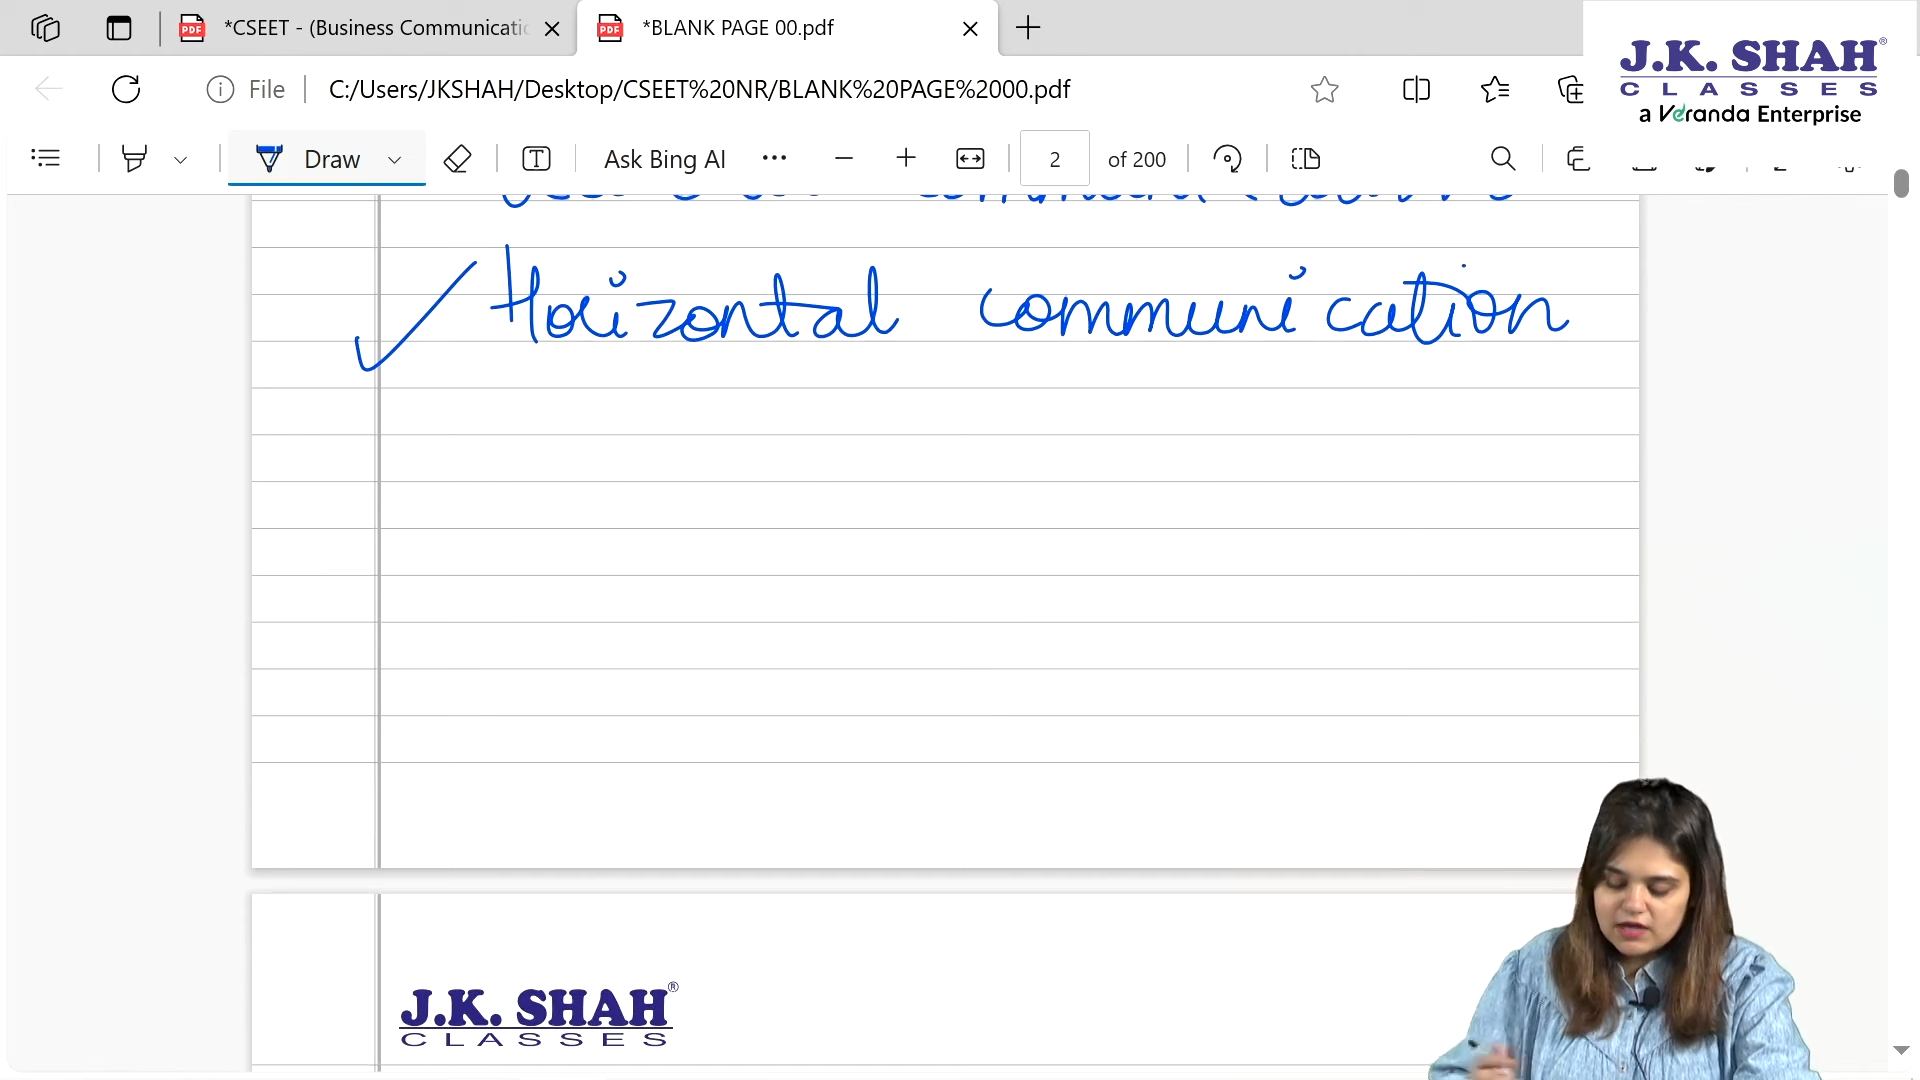 *CSEET - (Business Communicati
*BLANK PAGE 00.pdf
J.K. SHAH®
CLASSES
a Veranda Enterprise
File
C:/Users/JKSHAH/Desktop/CSEET%20NR/BLANK%20PAGE%2000.pdf
Draw
Ask Bing AI
2
of 200
Horizontal communication
J.K. SHAH®
CLASSES